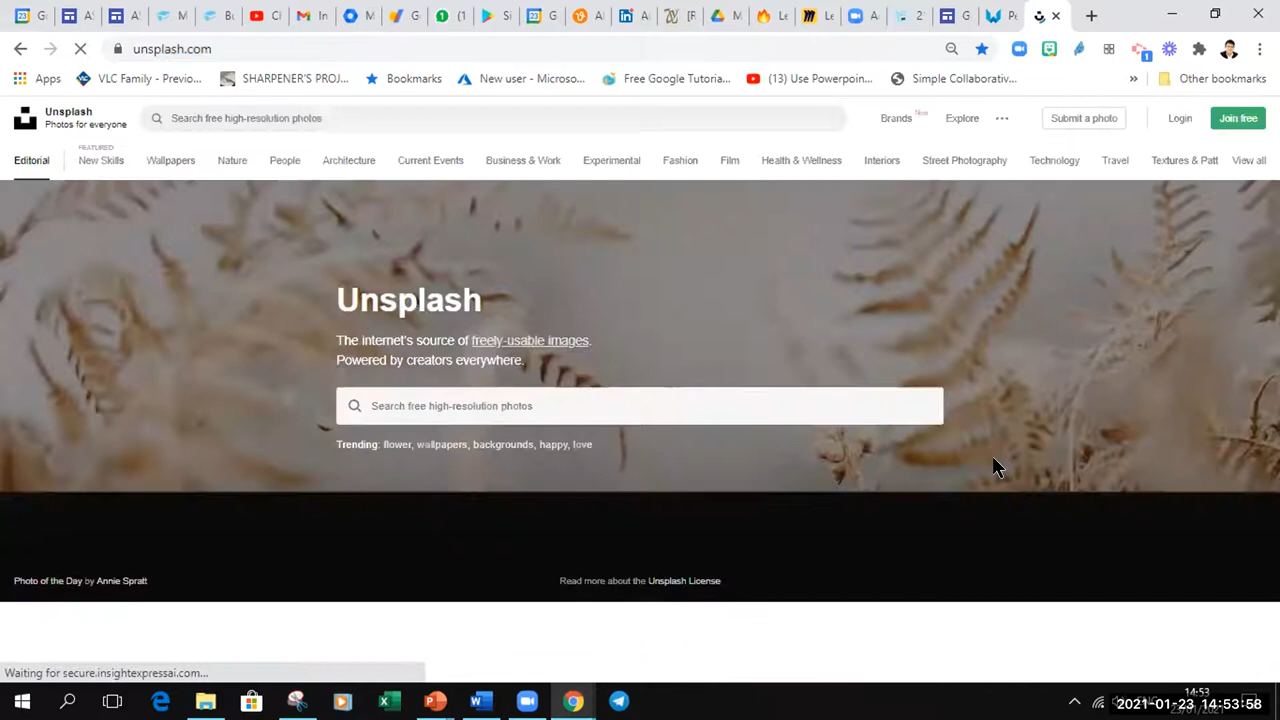 unsplash.com
Apps VLC Family - Previo... SHARPENER'S PROJ... Bookmarks New user - Microso... Free Google Tutoria... (13) Use Powerpoin... Simple Collaborativ... » Other bookmarks
Unsplash
Photos for everyone
Search free high-resolution photos
Brands New Explore ··· Submit a photo Login Join free
FEATURED
Editorial New Skills Wallpapers Nature People Architecture Current Events Business & Work Experimental Fashion Film Health & Wellness Interiors Street Photography Technology Travel Textures & Patt View all
Unsplash
The internet's source of freely-usable images.
Powered by creators everywhere.
Search free high-resolution photos
Trending: flower, wallpapers, backgrounds, happy, love
Photo of the Day by Annie Spratt
Read more about the Unsplash License
Waiting for secure.insightexpressai.com...
14:53
2021-01-23 14:53:58